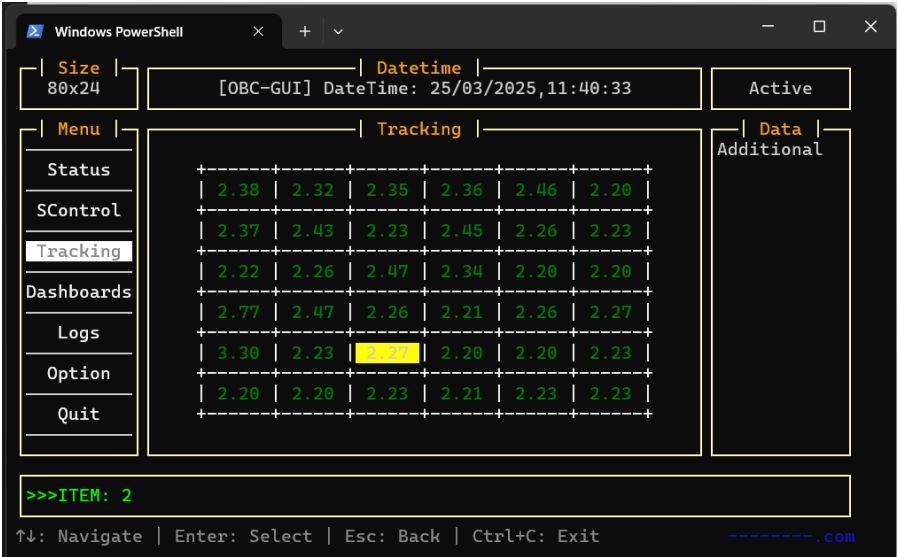 Windows PowerShell
Size
80x24
Datetime
[OBC-GUI] DateTime: 25/03/2025,11:40:33
Active
Menu
Status
SControl
Tracking
Dashboards
Logs
Option
Quit
Tracking
2.38 | 2.32 | 2.35 | 2.36 | 2.46 | 2.20
2.37 | 2.43 | 2.23 | 2.45 | 2.26 | 2.23
2.22 | 2.26 | 2.47 | 2.34 | 2.20 | 2.20
2.77 | 2.47 | 2.26 | 2.21 | 2.26 | 2.27
3.30 | 2.23 | 2.27 | 2.20 | 2.20 | 2.23
2.20 | 2.20 | 2.23 | 2.21 | 2.23 | 2.23
Data
Additional
>>>ITEM: 2
↑↓: Navigate | Enter: Select | Esc: Back | Ctrl+C: Exit
--------.com